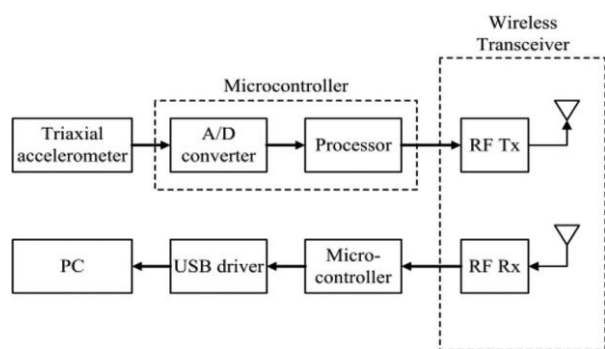 Wireless
Transceiver
Microcontroller
Triaxial
accelerometer
A/D
converter
Processor
RF Tx
PC
USB driver
Micro-
controller
RF Rx